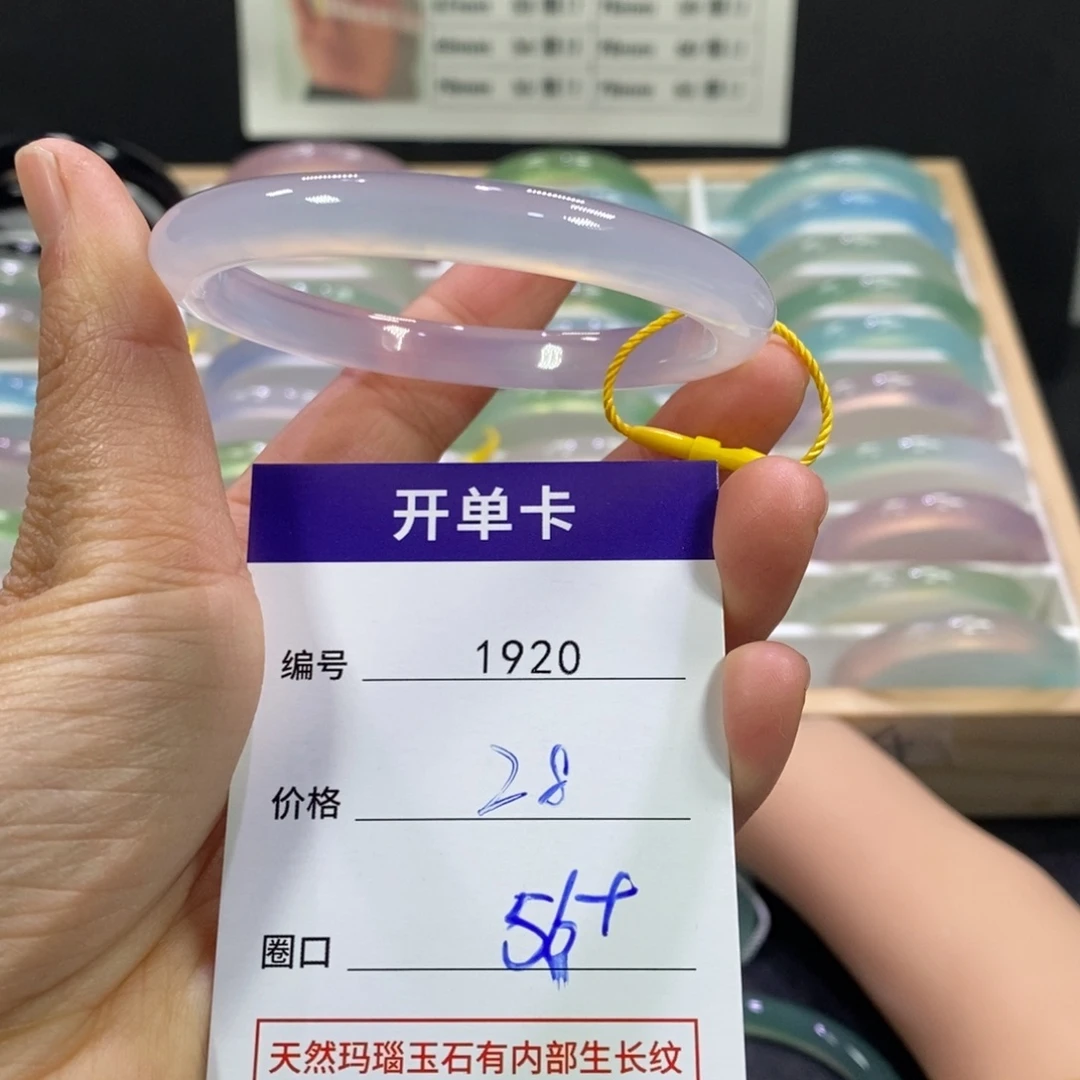 开单卡
编号 1920
价格 28
圈口 56+
天然玛瑙玉石有内部生长纹